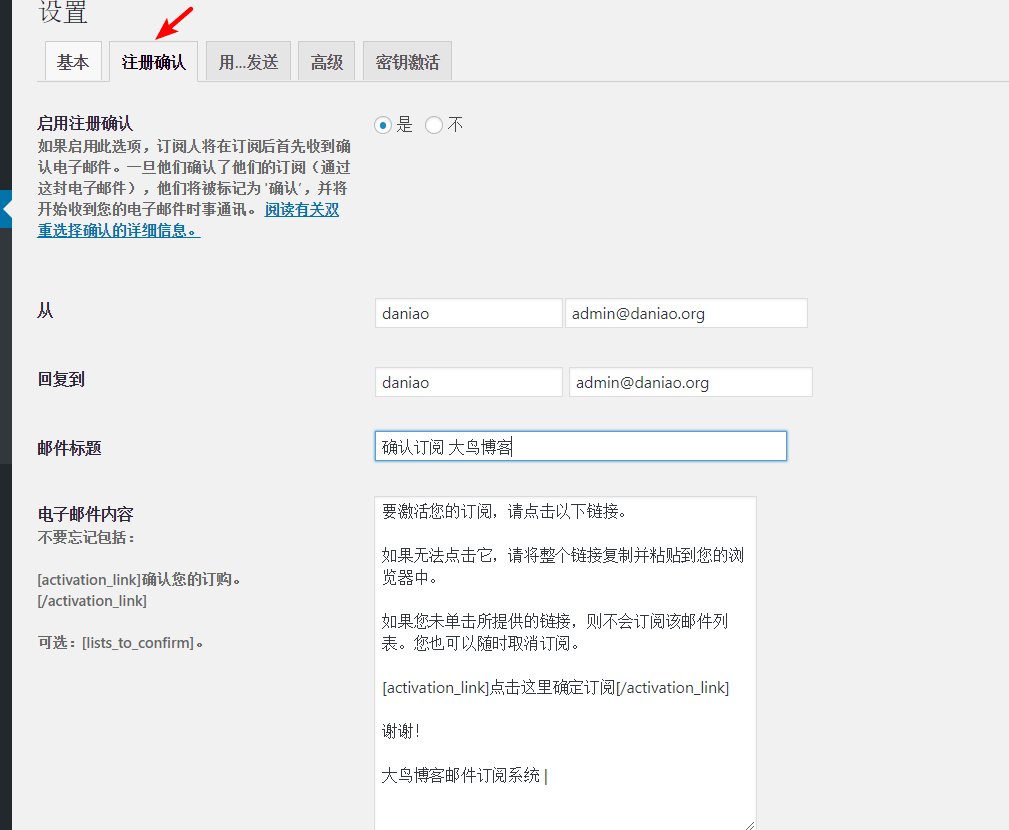 设置
基本 注册确认 用...发送 高级 密钥激活
启用注册确认
是 不
如果启用此选项，订阅人将在订阅后首先收到确
认电子邮件。一旦他们确认了他们的订阅（通过
这封电子邮件），他们将被标记为 '确认'，并将
开始收到您的电子邮件时事通讯。 阅读有关双
重选择确认的详细信息。
从
daniao admin@daniao.org
回复到
daniao admin@daniao.org
邮件标题
确认订阅 大鸟博客
电子邮件内容
不要忘记包括：
[activation_link]确认您的订购。
[/activation_link]
可选：[lists_to_confirm]。
要激活您的订阅，请点击以下链接。
如果无法点击它，请将整个链接复制并粘贴到您的浏
览器中。
如果您未单击所提供的链接，则不会订阅该邮件列
表。您也可以随时取消订阅。
[activation_link]点击这里确定订阅[/activation_link]
谢谢！
大鸟博客邮件订阅系统 |